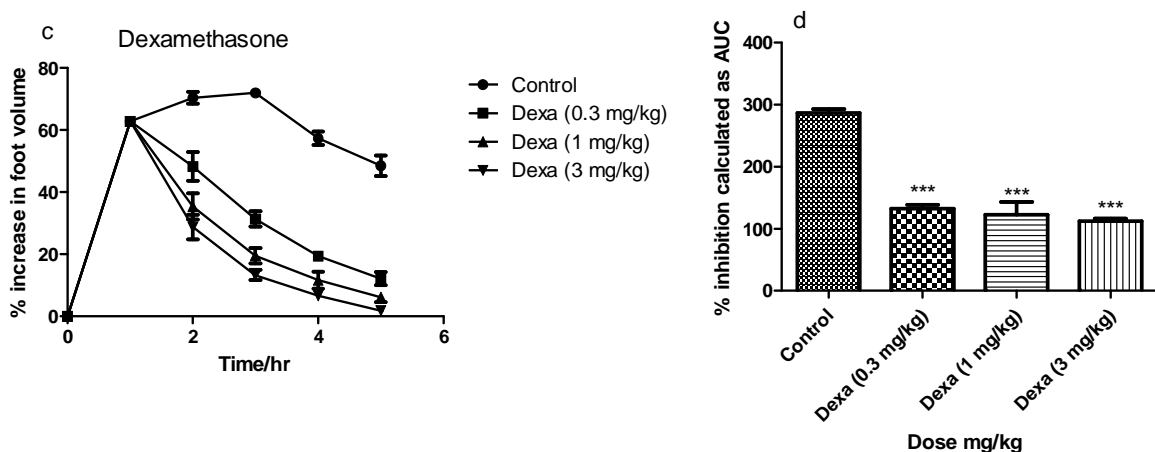 c
Dexamethasone
% increase in foot volume
80
60
40
20
0
0
2
4
6
Time/hr
Control
Dexa (0.3 mg/kg)
Dexa (1 mg/kg)
Dexa (3 mg/kg)
d
% inhibition calculated as AUC
400
300
200
100
0
***
***
***
Control
Dexa (0.3 mg/kg)
Dexa (1 mg/kg)
Dexa (3 mg/kg)
Dose mg/kg